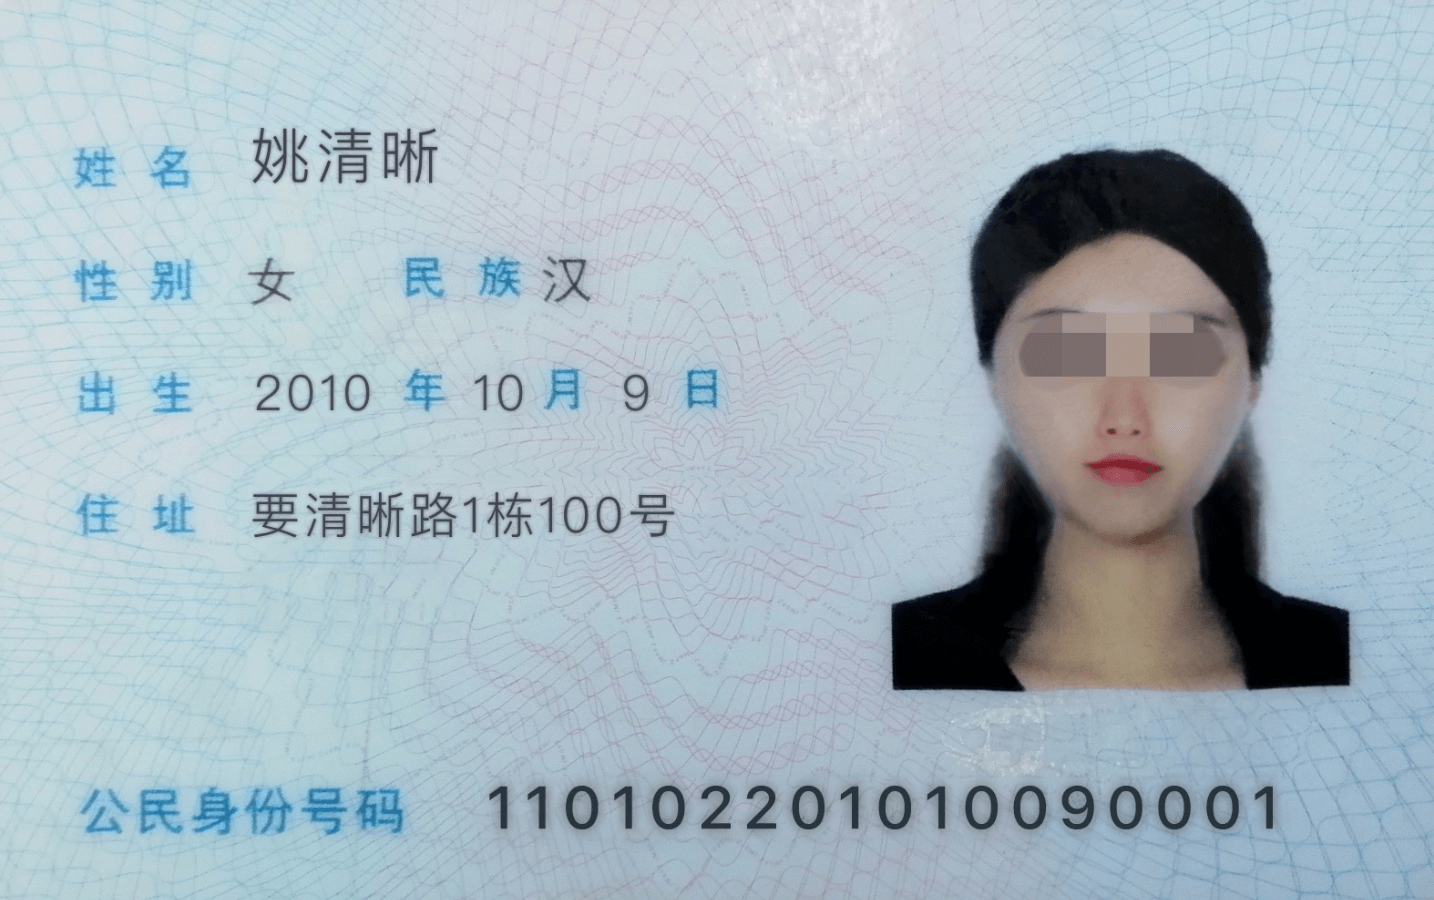 姓名 姚清晰
性别 女 民族 汉
出生 2010 年 10 月 9 日
住址 要清晰路1栋100号
公民身份号码 110102201010090001